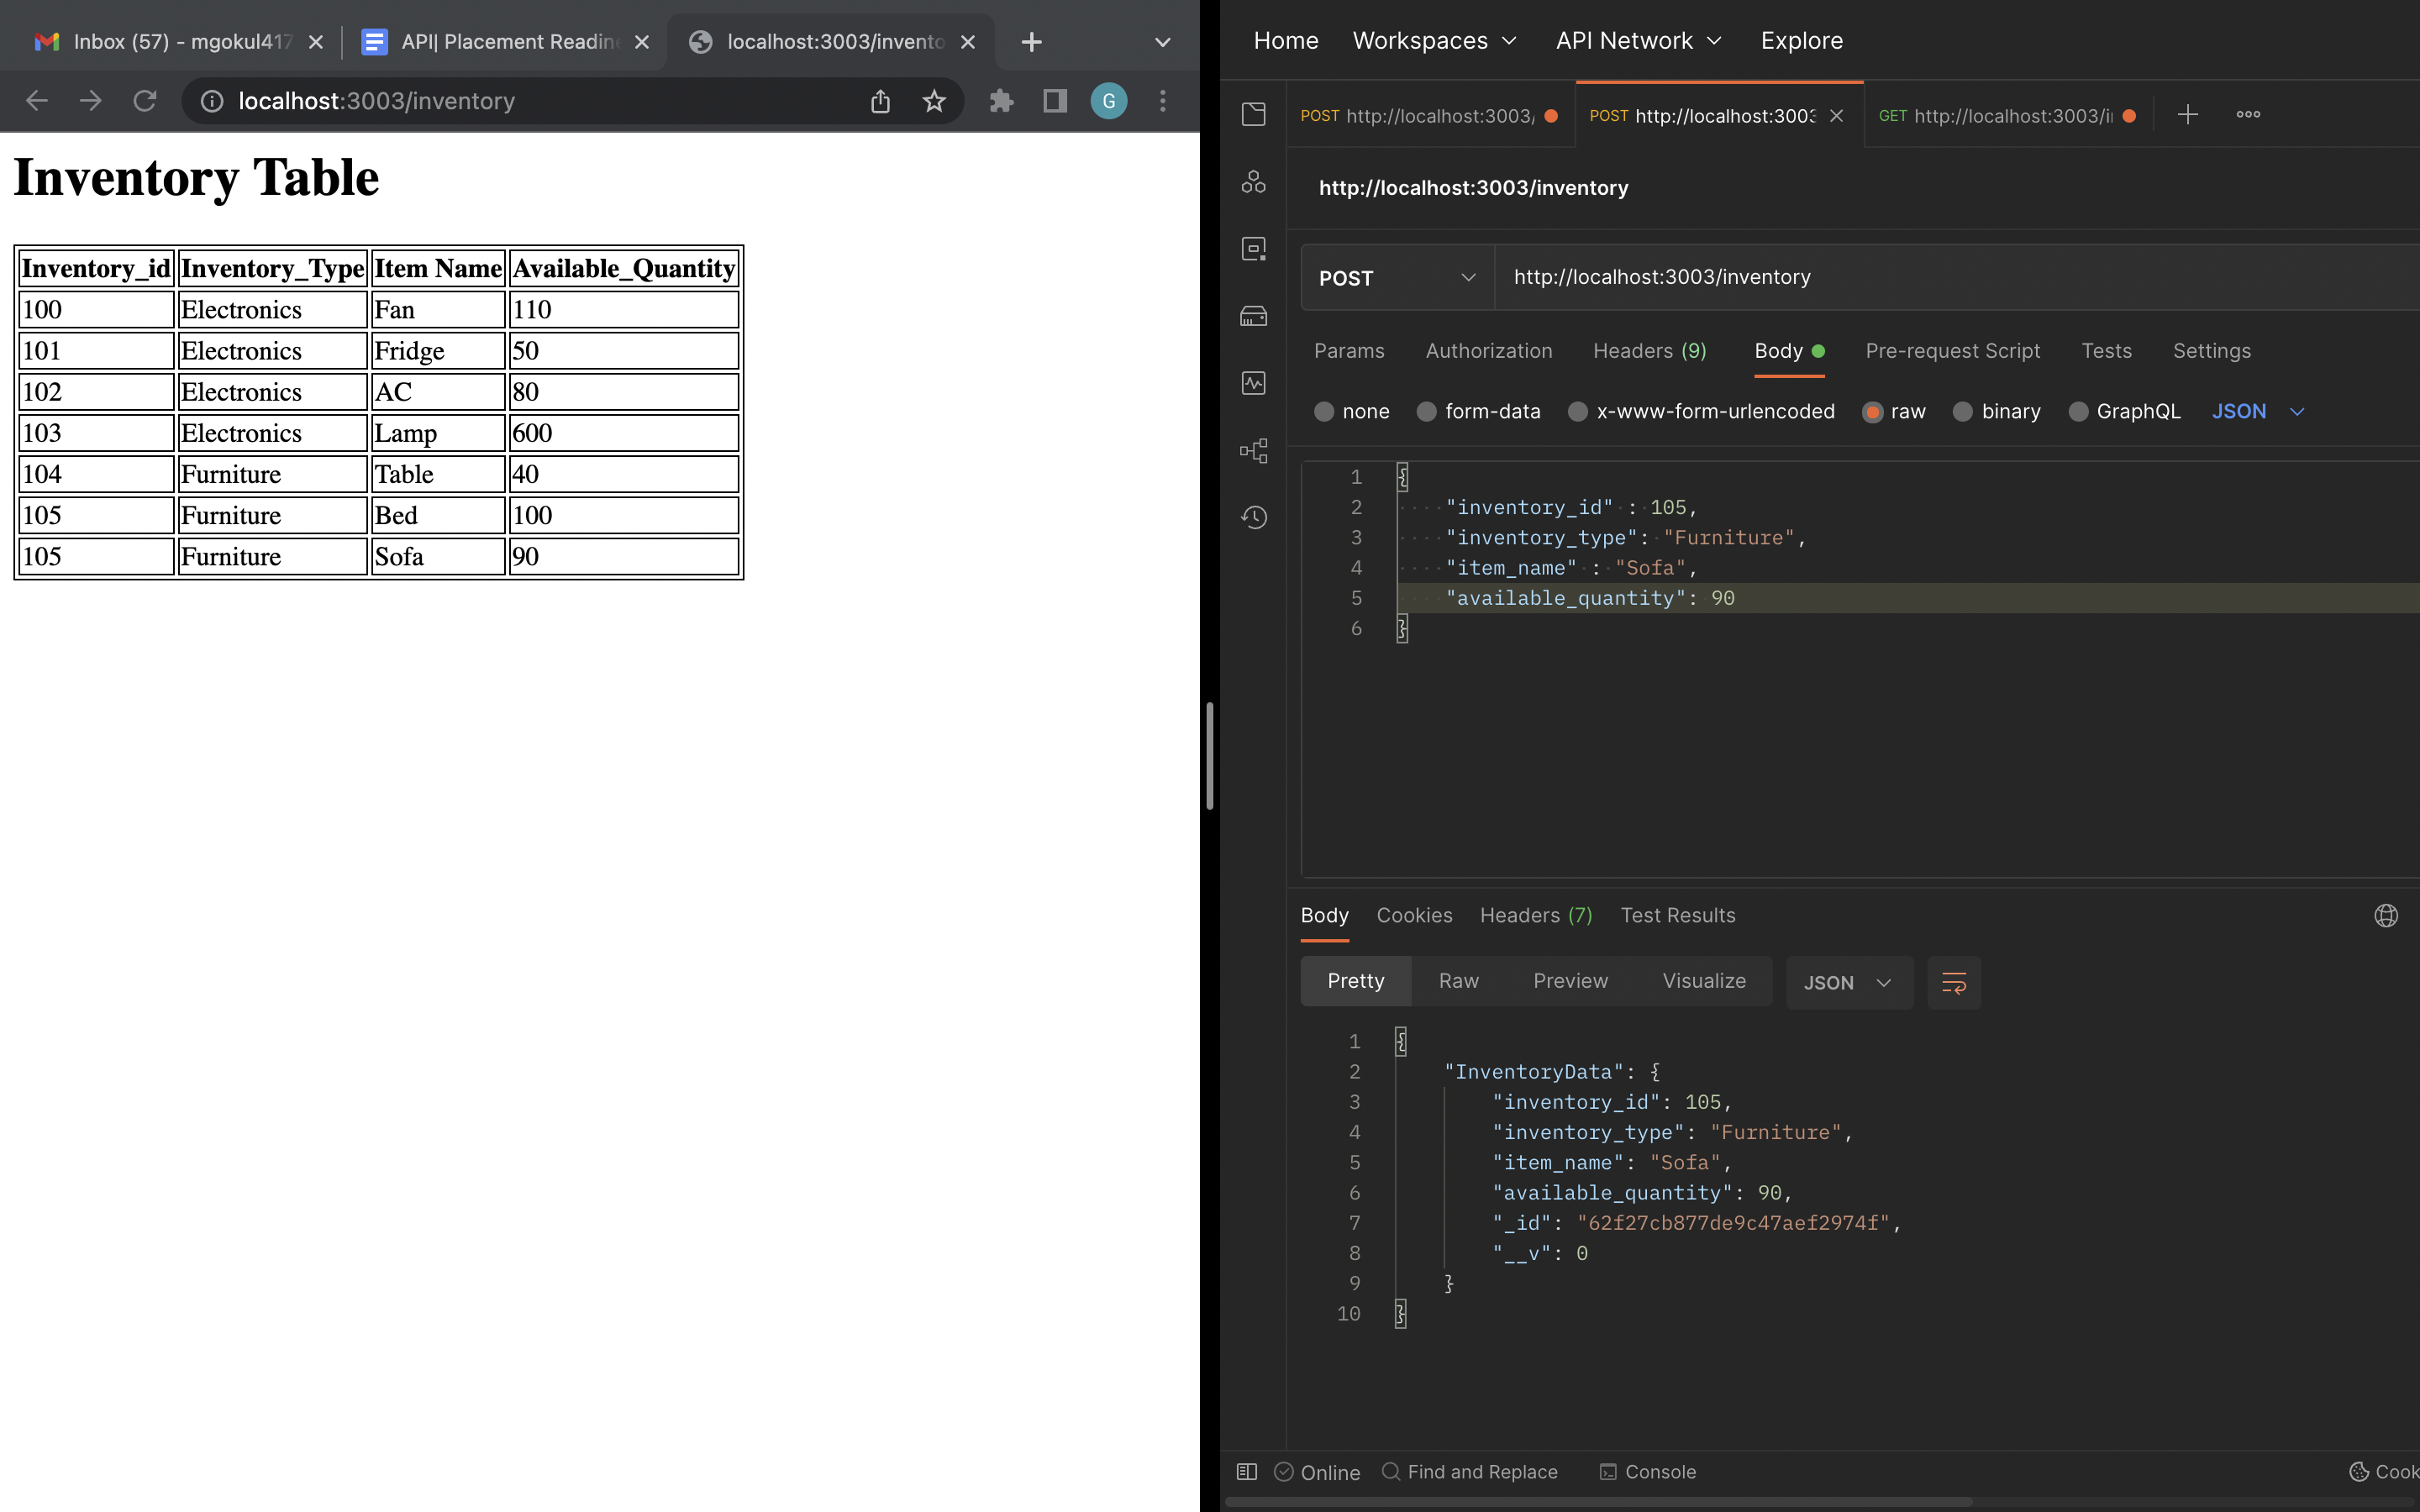 Inbox (57) - mgokul417
API| Placement Readine
localhost:3003/invento
localhost:3003/inventory
G
Inventory Table
Inventory_id Inventory_Type Item Name Available_Quantity
100 Electronics Fan 110
101 Electronics Fridge 50
102 Electronics AC 80
103 Electronics Lamp 600
104 Furniture Table 40
105 Furniture Bed 100
105 Furniture Sofa 90
Home Workspaces API Network Explore
POST http://localhost:3003/ POST http://localhost:3003 GET http://localhost:3003/i
http://localhost:3003/inventory
POST http://localhost:3003/inventory
Params Authorization Headers (9) Body Pre-request Script Tests Settings
none form-data x-www-form-urlencoded raw binary GraphQL JSON
1 {
2 "inventory_id" : 105,
3 "inventory_type": "Furniture",
4 "item_name" : "Sofa",
5 "available_quantity": 90
6 }
Body Cookies Headers (7) Test Results
Pretty Raw Preview Visualize JSON
1 {
2 "InventoryData": {
3 "inventory_id": 105,
4 "inventory_type": "Furniture",
5 "item_name": "Sofa",
6 "available_quantity": 90,
7 "_id": "62f27cb877de9c47aef2974f",
8 "__v": 0
9 }
10 }
Online Find and Replace Console Cook